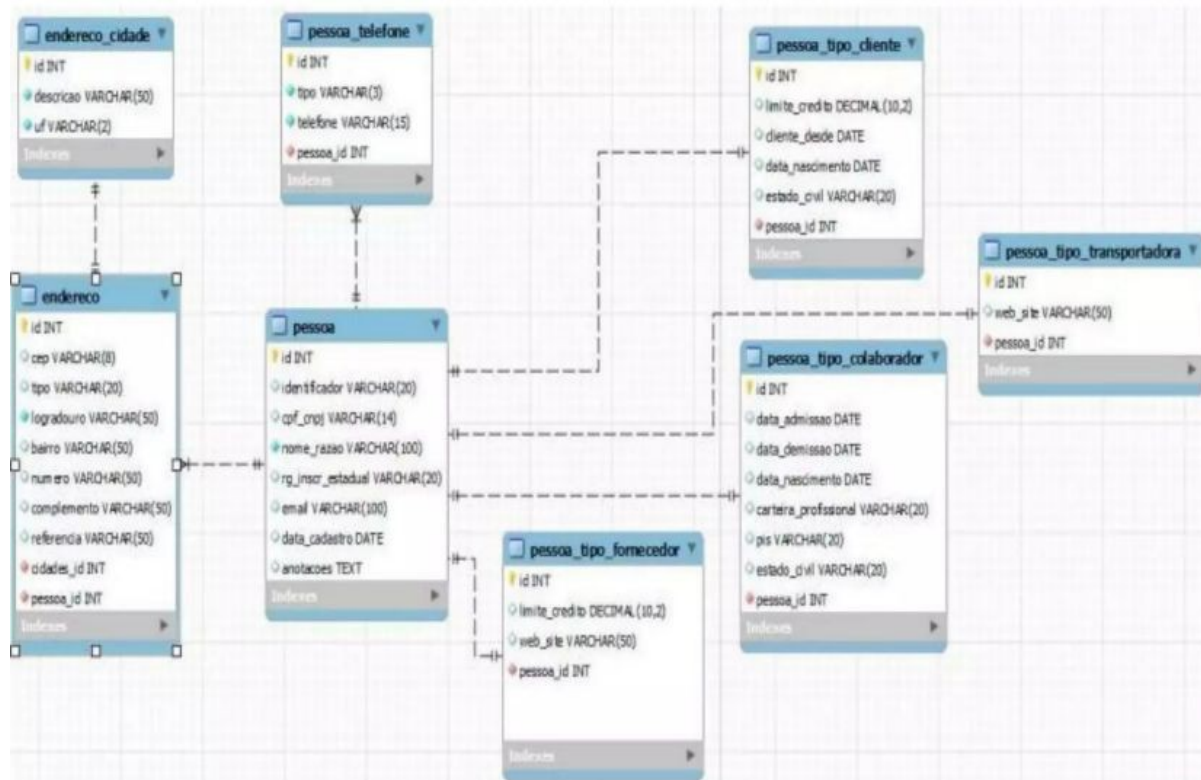 endereco_cidade
id INT
descricao VARCHAR(50)
uf VARCHAR(2)
Indexes
pessoa_telefone
id INT
tipo VARCHAR(3)
telefone VARCHAR(15)
pessoa_id INT
Indexes
pessoa_tipo_cliente
id INT
limite_credito DECIMAL(10,2)
cliente_desde DATE
data_nascimento DATE
estado_civil VARCHAR(20)
pessoa_id INT
Indexes
pessoa_tipo_transportadora
id INT
web_site VARCHAR(50)
pessoa_id INT
Indexes
endereco
id INT
cep VARCHAR(8)
tipo VARCHAR(20)
logradouro VARCHAR(50)
bairro VARCHAR(50)
numero VARCHAR(50)
complemento VARCHAR(50)
referencia VARCHAR(50)
cidades_id INT
pessoa_id INT
Indexes
pessoa
id INT
identificador VARCHAR(20)
cpf_cnpj VARCHAR(14)
nome_razao VARCHAR(100)
rg_inscr_estadual VARCHAR(20)
email VARCHAR(100)
data_cadastro DATE
anotacoes TEXT
Indexes
pessoa_tipo_colaborador
id INT
data_admissao DATE
data_demissao DATE
data_nascimento DATE
carteira_profissional VARCHAR(20)
pis VARCHAR(20)
estado_civil VARCHAR(20)
pessoa_id INT
Indexes
pessoa_tipo_fornecedor
id INT
limite_credito DECIMAL(10,2)
web_site VARCHAR(50)
pessoa_id INT
Indexes